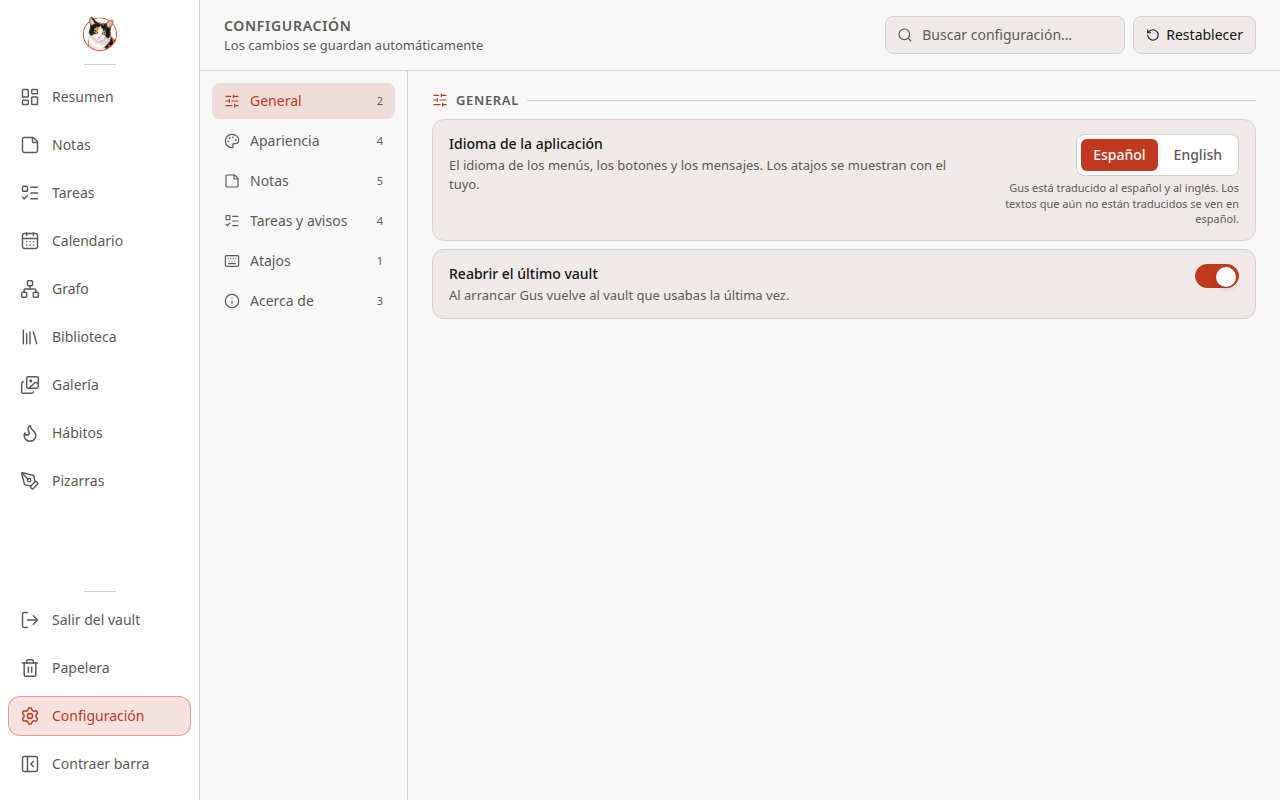 Resumen
Notas
Tareas
Calendario
Grafo
Biblioteca
Galería
Hábitos
Pizarras
Salir del vault
Papelera
Configuración
Contraer barra
CONFIGURACIÓN
Los cambios se guardan automáticamente
Buscar configuración...
Restablecer
General 2
Apariencia 4
Notas 5
Tareas y avisos 4
Atajos 1
Acerca de 3
GENERAL
Idioma de la aplicación
El idioma de los menús, los botones y los mensajes. Los atajos se muestran con el
tuyo.
Español English
Gus está traducido al español y al inglés. Los
textos que aún no están traducidos se ven en
español.
Reabrir el último vault
Al arrancar Gus vuelve al vault que usabas la última vez.